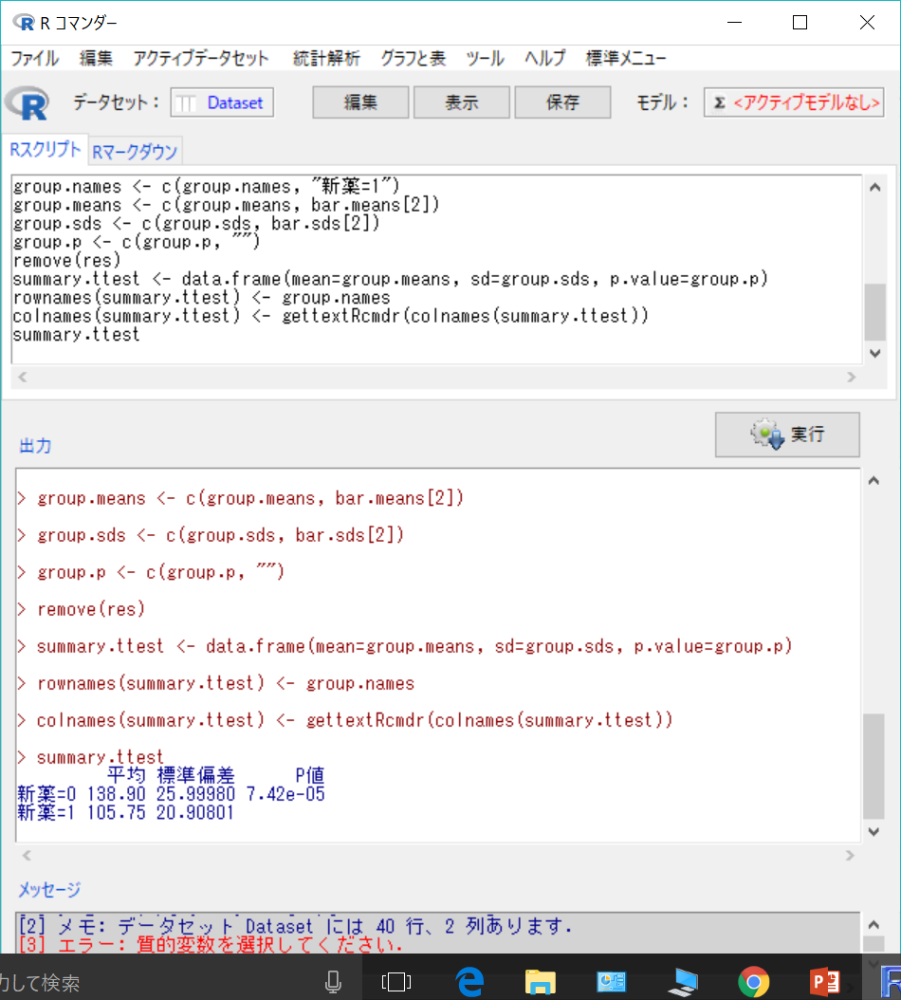 R コマンダー
ファイル 編集 アクティブデータセット 統計解析 グラフと表 ツール ヘルプ 標準メニュー
R データセット： Dataset 編集 表示 保存 モデル： Σ <アクティブモデルなし>
Rスクリプト Rマークダウン
group.names <- c(group.names, "新薬=1")
group.means <- c(group.means, bar.means[2])
group.sds <- c(group.sds, bar.sds[2])
group.p <- c(group.p, "")
remove(res)
summary.ttest <- data.frame(mean=group.means, sd=group.sds, p.value=group.p)
rownames(summary.ttest) <- group.names
colnames(summary.ttest) <- gettextRcmdr(colnames(summary.ttest))
summary.ttest
出力 実行
> group.means <- c(group.means, bar.means[2])
> group.sds <- c(group.sds, bar.sds[2])
> group.p <- c(group.p, "")
> remove(res)
> summary.ttest <- data.frame(mean=group.means, sd=group.sds, p.value=group.p)
> rownames(summary.ttest) <- group.names
> colnames(summary.ttest) <- gettextRcmdr(colnames(summary.ttest))
> summary.ttest
平均 標準偏差 P値
新薬=0 138.90 25.99980 7.42e-05
新薬=1 105.75 20.90801
メッセージ
[2] メモ: データセット Dataset には 40 行、2 列あります.
[3] エラー: 質的変数を選択してください.
力して検索